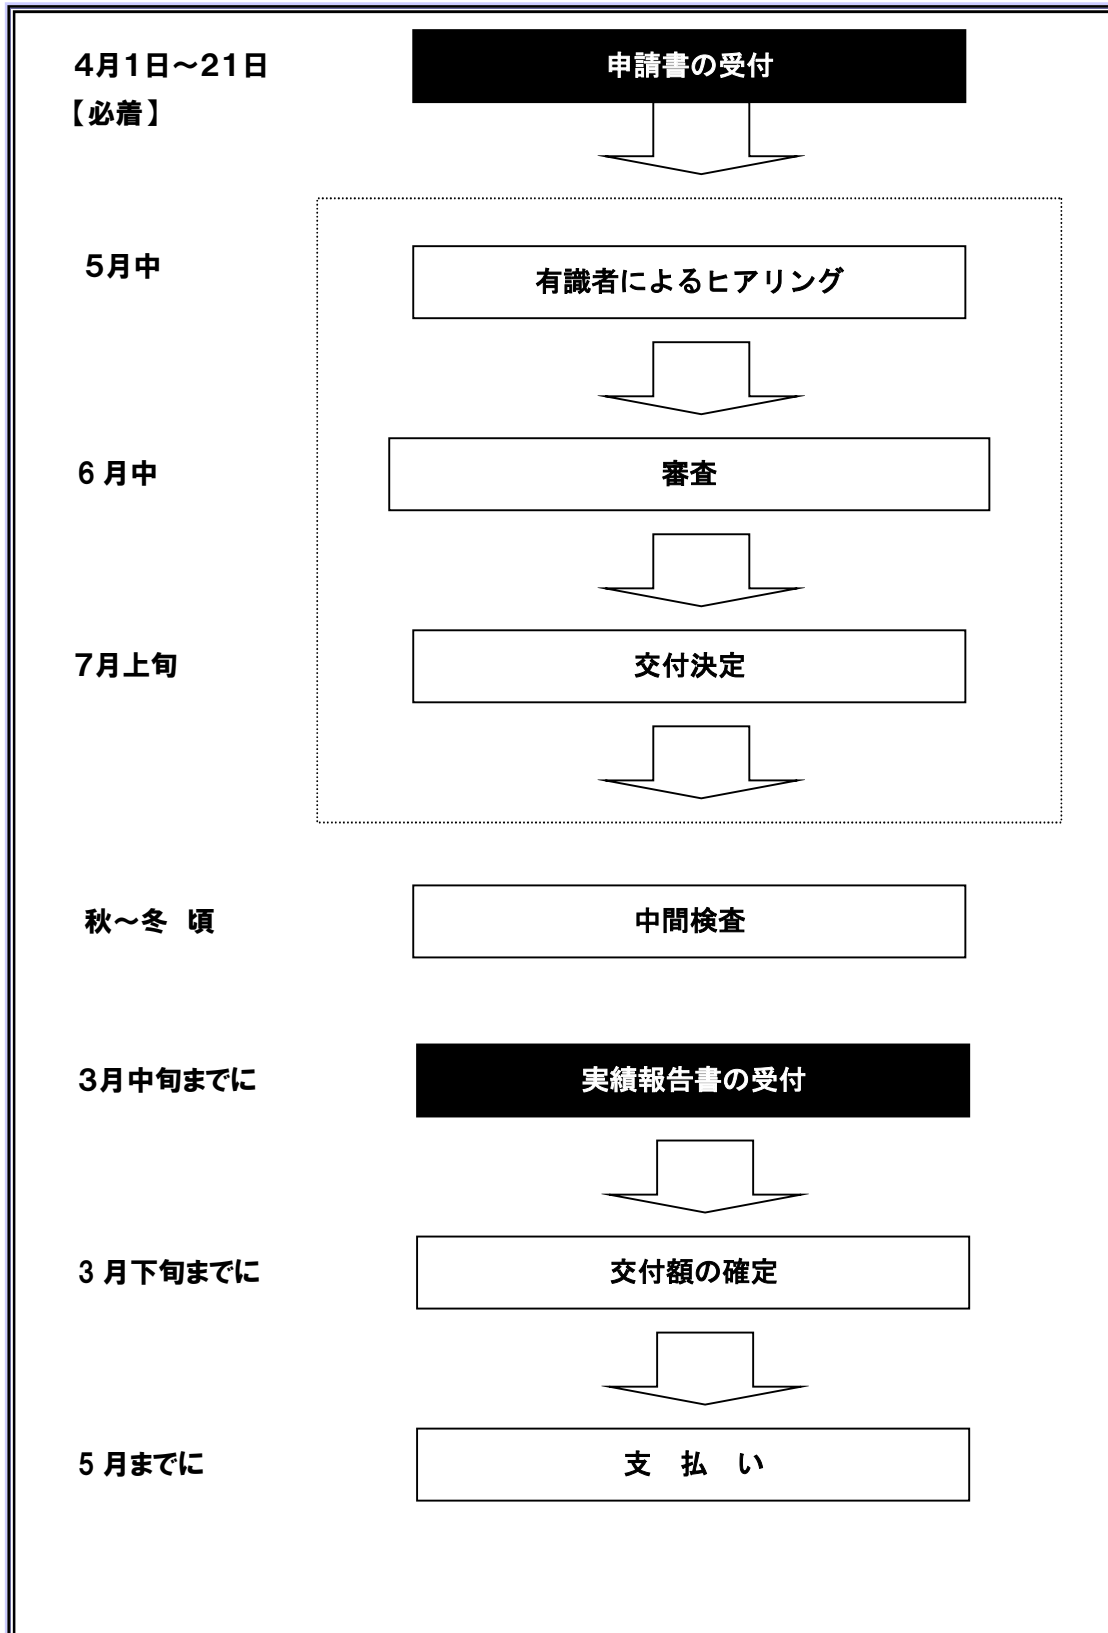 4月1日～21日
申請書の受付
【必着】
5月中
有識者によるヒアリング
6 月中
審査
7月上旬
交付決定
秋～冬　頃
中間検査
3月中旬までに
実績報告書の受付
3 月下旬までに
交付額の確定
5 月までに
支　払　い